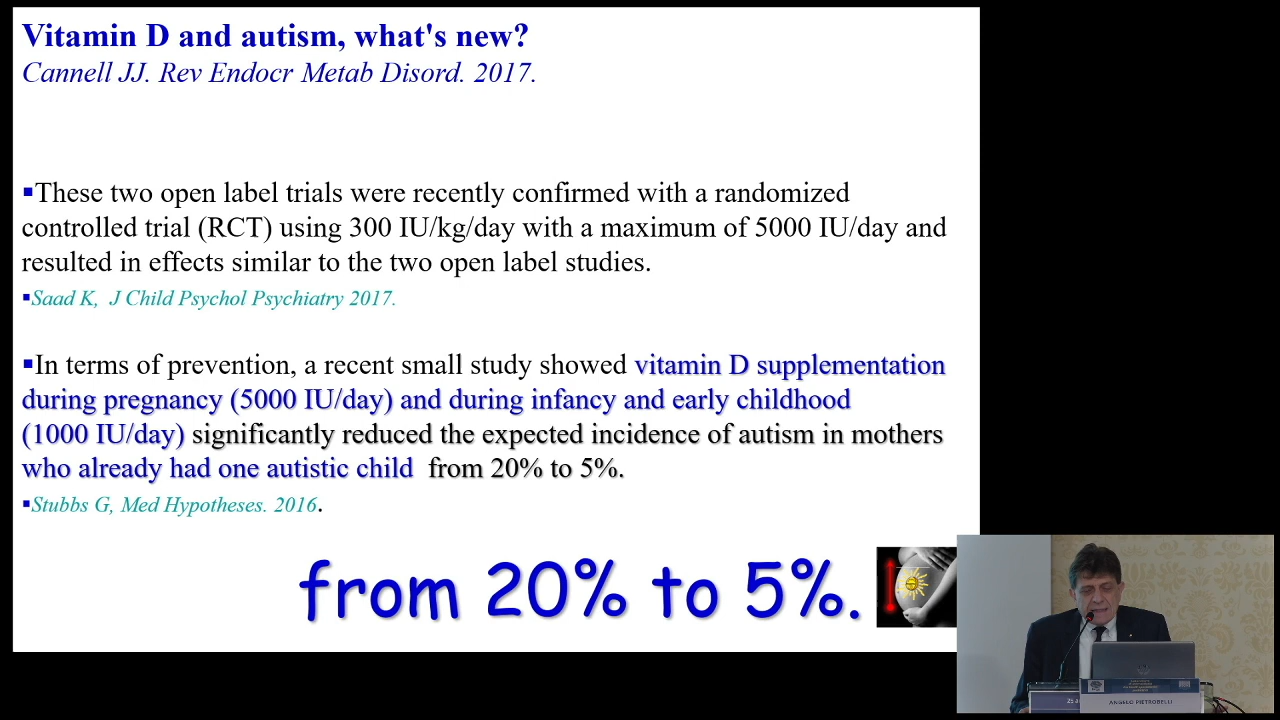 Vitamin D and autism, what's new?
Cannell JJ. Rev Endocr Metab Disord. 2017.
▪These two open label trials were recently confirmed with a randomized
controlled trial (RCT) using 300 IU/kg/day with a maximum of 5000 IU/day and
resulted in effects similar to the two open label studies.
▪Saad K, J Child Psychol Psychiatry 2017.
▪In terms of prevention, a recent small study showed vitamin D supplementation
during pregnancy (5000 IU/day) and during infancy and early childhood
(1000 IU/day) significantly reduced the expected incidence of autism in mothers
who already had one autistic child from 20% to 5%.
▪Stubbs G, Med Hypotheses. 2016.
from 20% to 5%.
ANGELO PIETROBELLI